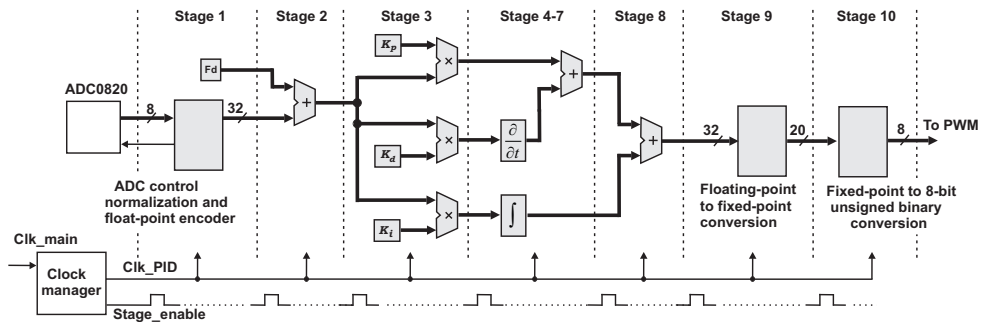 Stage 1
Stage 2
Stage 3
Stage 4-7
Stage 8
Stage 9
Stage 10
Kp
×
Fd
+
ADC0820
8
32
+
Kd
×
∂
∂t
+
32
20
8
To PWM
ADC control
normalization and
float-point encoder
Ki
×
∫
Floating-point
to fixed-point
conversion
Fixed-point to 8-bit
unsigned binary
conversion
Clk_main
Clock
manager
Clk_PID
Stage_enable